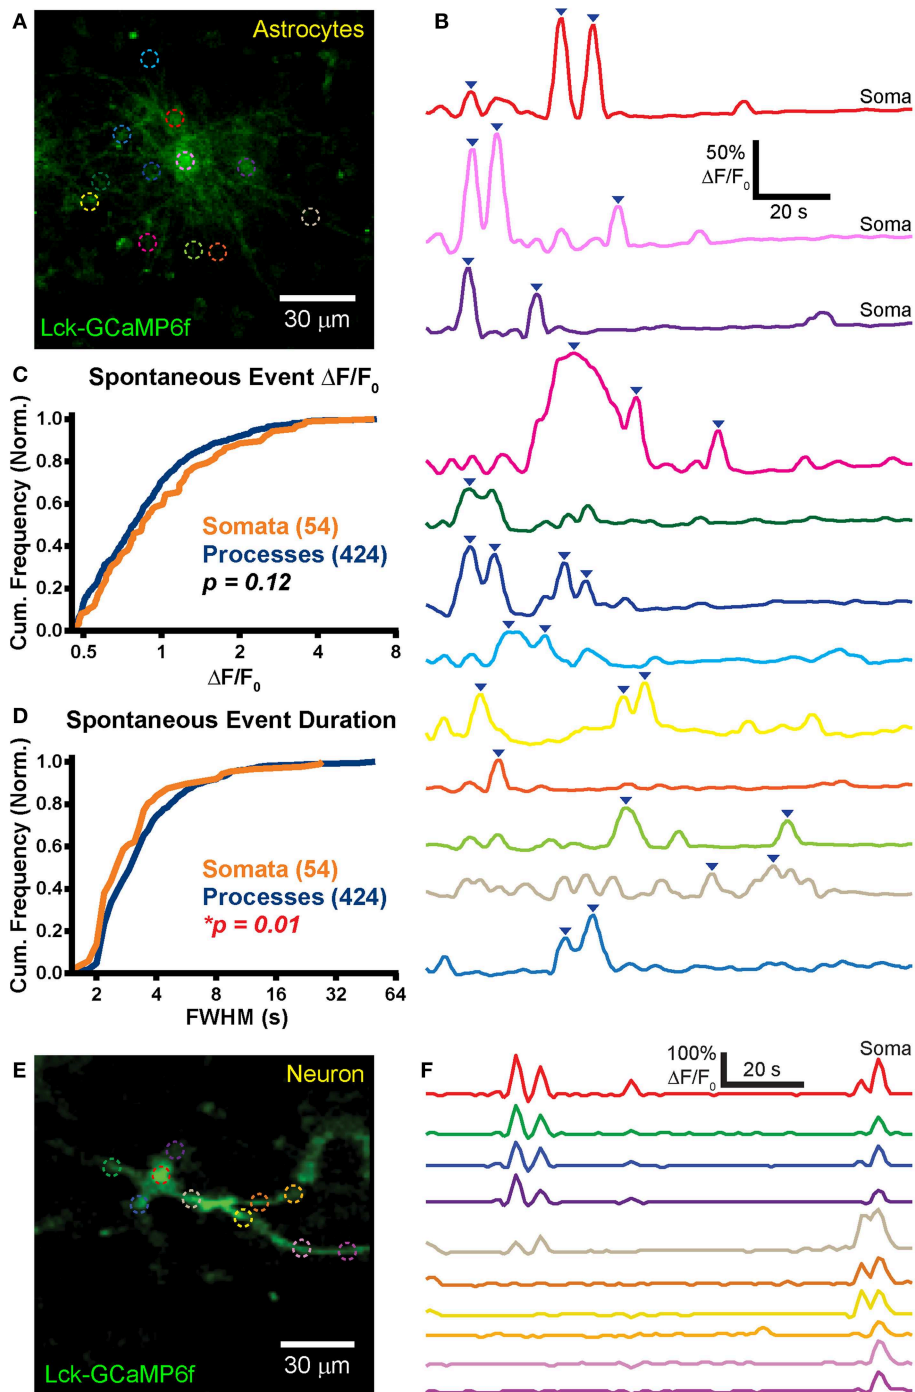 A
Astrocytes
Lck-GCaMP6f
30 μm
B
Soma
50%
ΔF/F0
20 s
Soma
Soma
C
Spontaneous Event ΔF/F0
Cum. Frequency (Norm.)
1.0
0.8
0.6
0.4
0.2
0.0
Somata (54)
Processes (424)
p = 0.12
0.5
1
2
4
8
ΔF/F0
D
Spontaneous Event Duration
Cum. Frequency (Norm.)
1.0
0.8
0.6
0.4
0.2
0.0
Somata (54)
Processes (424)
*p = 0.01
2
4
8
16
32
64
FWHM (s)
E
Neuron
Lck-GCaMP6f
30 μm
F
100%
ΔF/F0
20 s
Soma